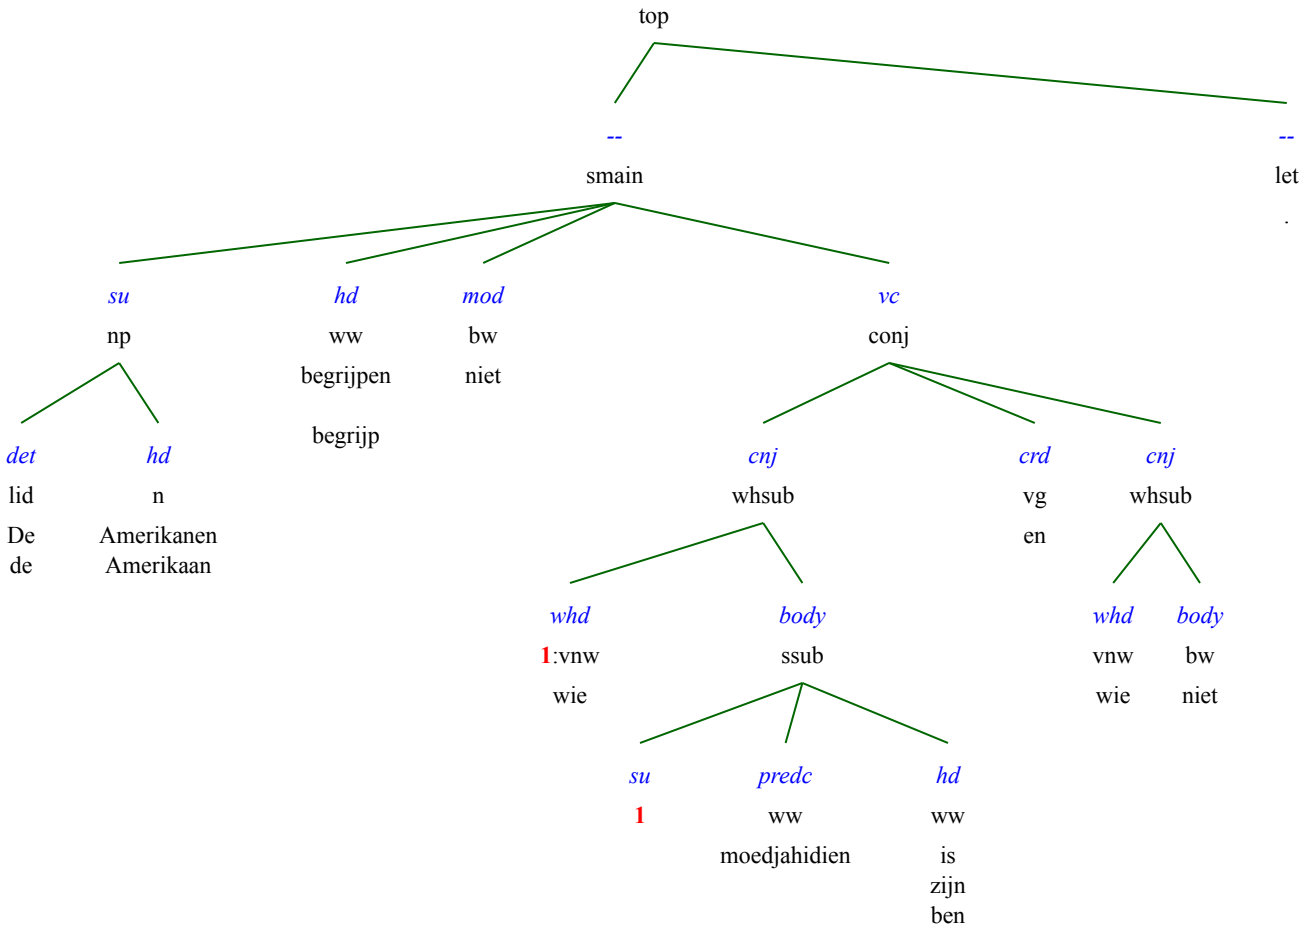 top
-- --
smain let
.
su hd mod vc
np ww bw conj
begrijpen niet
begrijp
det hd cnj crd cnj
lid n whsub vg whsub
De Amerikanen en
de Amerikaan
whd body whd body
1:vnw ssub vnw bw
wie wie niet
su predc hd
1 ww ww
moedjahidien is
zijn
ben